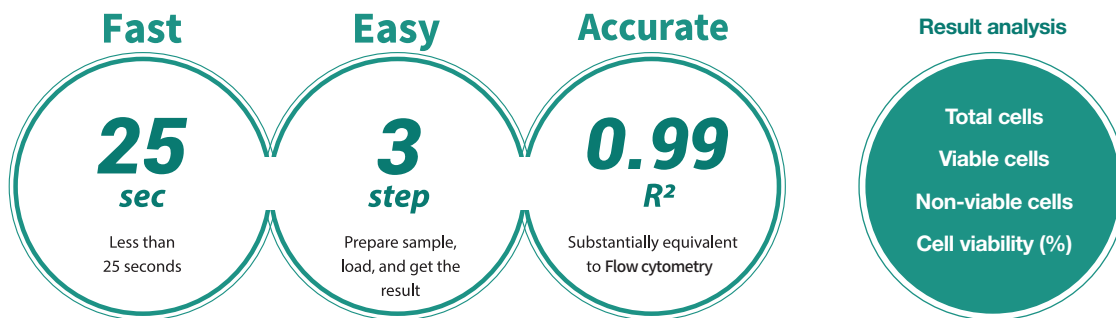 Fast
25
sec
Less than
25 seconds
Easy
3
step
Prepare sample,
load, and get the
result
Accurate
0.99
R²
Substantially equivalent
to Flow cytometry
Result analysis
Total cells
Viable cells
Non-viable cells
Cell viability (%)